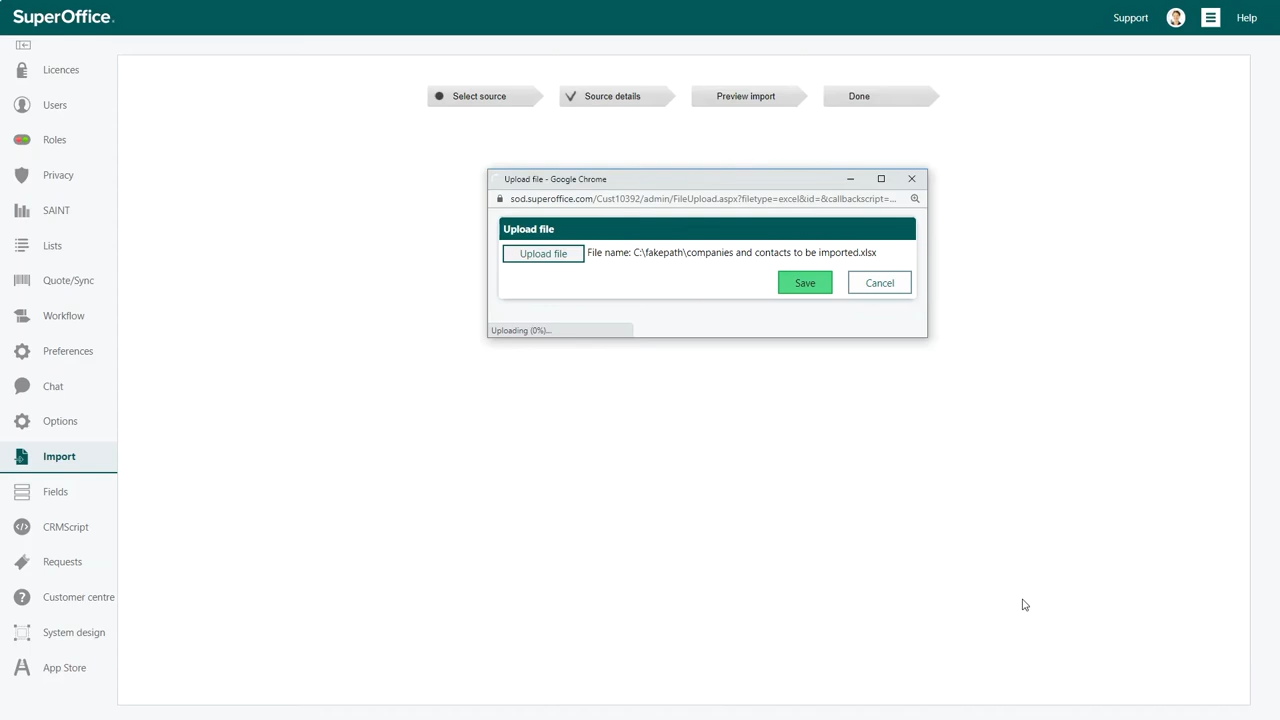 SuperOffice.
Support
Help
Licences
Users
Roles
Privacy
SAINT
Lists
Quote/Sync
Workflow
Preferences
Chat
Options
Import
Fields
CRMScript
Requests
Customer centre
System design
App Store
Select source
Source details
Preview import
Done
Upload file - Google Chrome
sod.superoffice.com/Cust10392/admin/FileUpload.aspx?filetype=excel&id=&callbackscript=...
Upload file
Upload file File name: C:\fakepath\companies and contacts to be imported.xlsx
Save Cancel
Uploading (0%)...